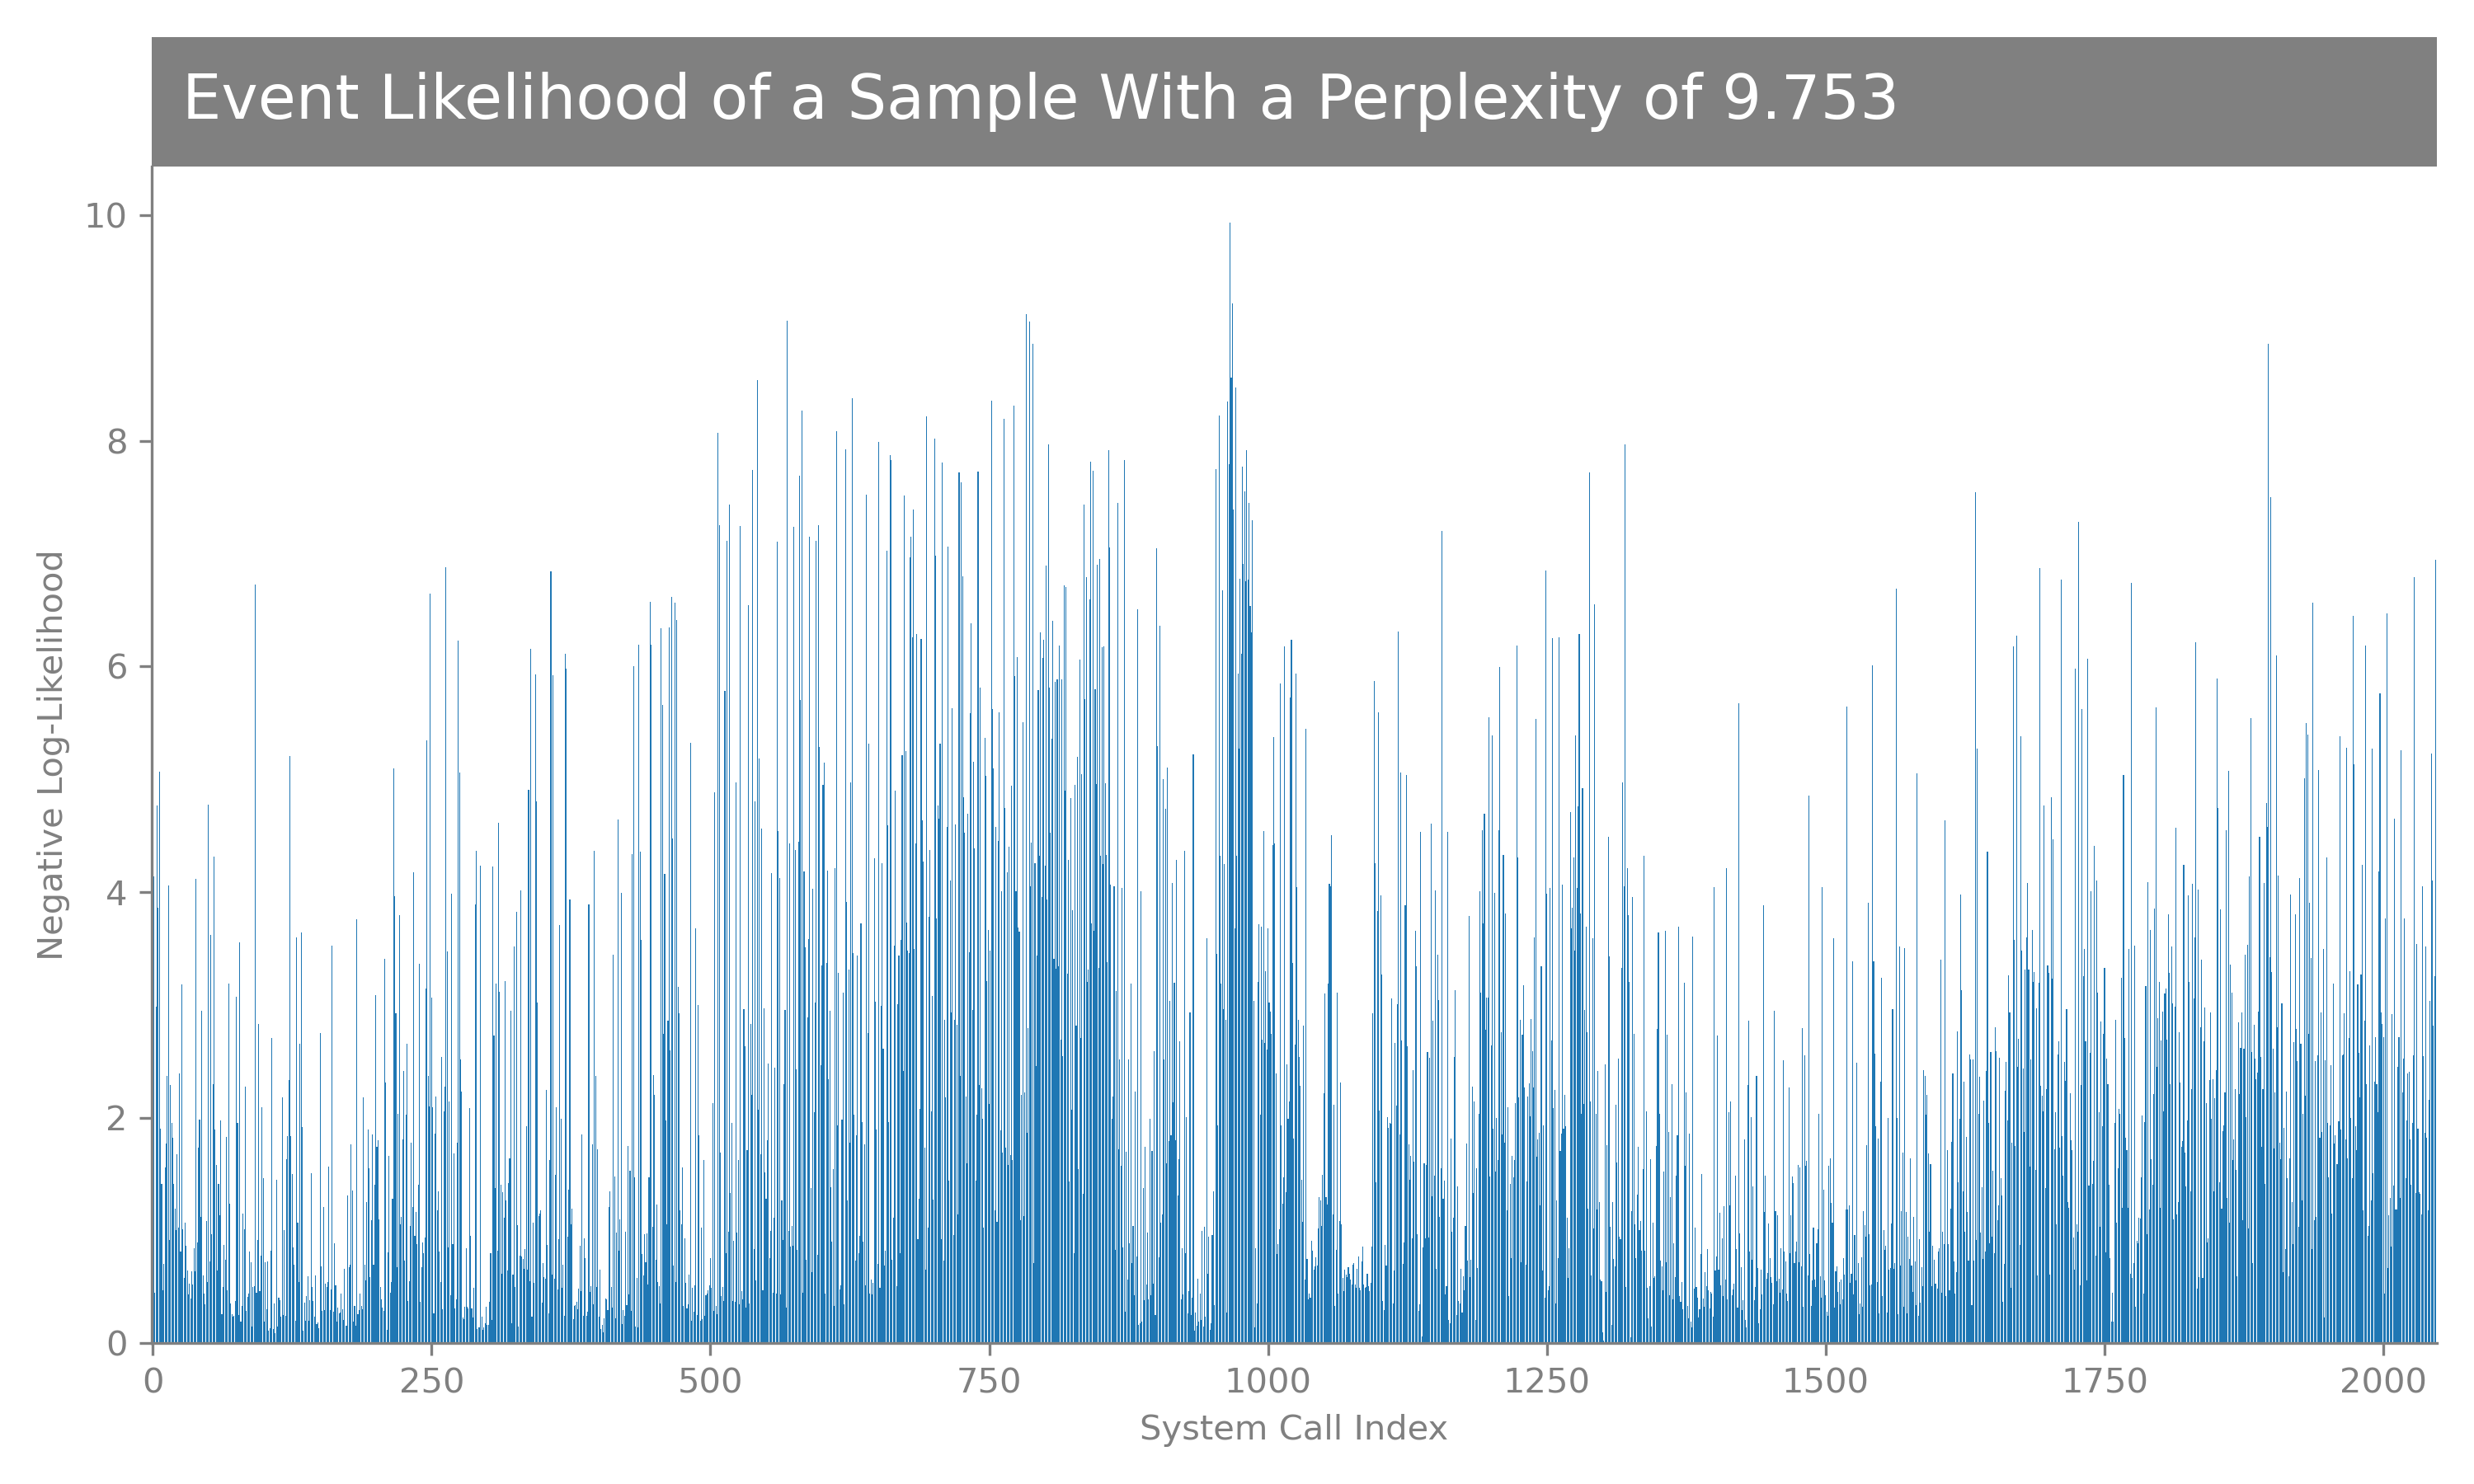 Event Likelihood of a Sample With a Perplexity of 9.753
10
8
6
4
2
0
Negative Log-Likelihood
0 250 500 750 1000 1250 1500 1750 2000
System Call Index